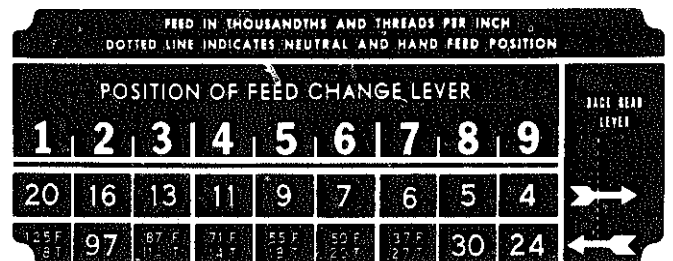 FEED IN THOUSANDTHS AND THREADS PER INCH
DOTTED LINE INDICATES NEUTRAL AND HAND FEED POSITION
POSITION OF FEED CHANGE LEVER
BACK GEAR
LEVER
1 2 3 4 5 6 7 8 9
20 16 13 11 9 7 6 5 4
97 30 24